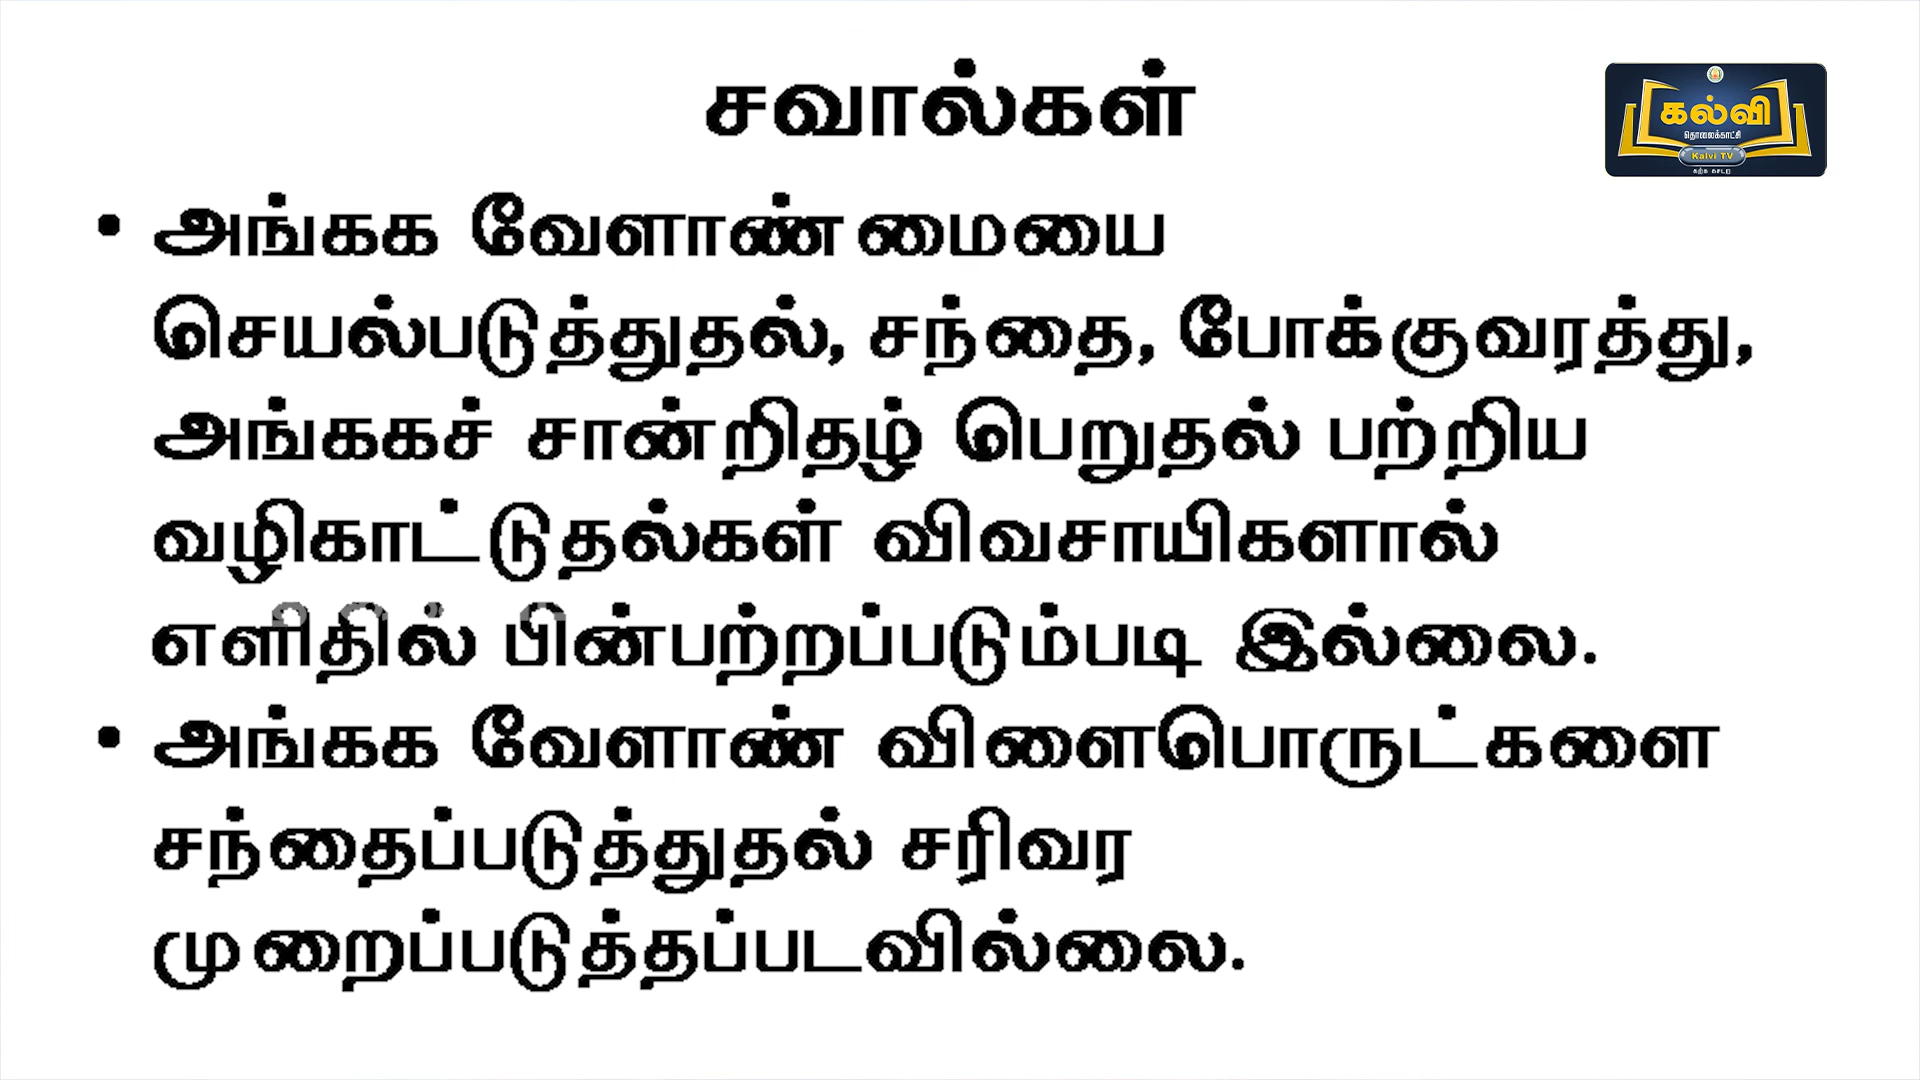 சவால்கள்
கல்வி
தொலைக்காட்சி
Kalvi TV
கற்க கசடற
• அங்கக வேளாண்மையை
செயல்படுத்துதல், சந்தை, போக்குவரத்து,
அங்ககச் சான்றிதழ் பெறுதல் பற்றிய
வழிகாட்டுதல்கள் விவசாயிகளால்
எளிதில் பின்பற்றப்படும்படி இல்லை.
• அங்கக வேளாண் விளைபொருட்களை
சந்தைப்படுத்துதல் சரிவர
முறைப்படுத்தப்படவில்லை.